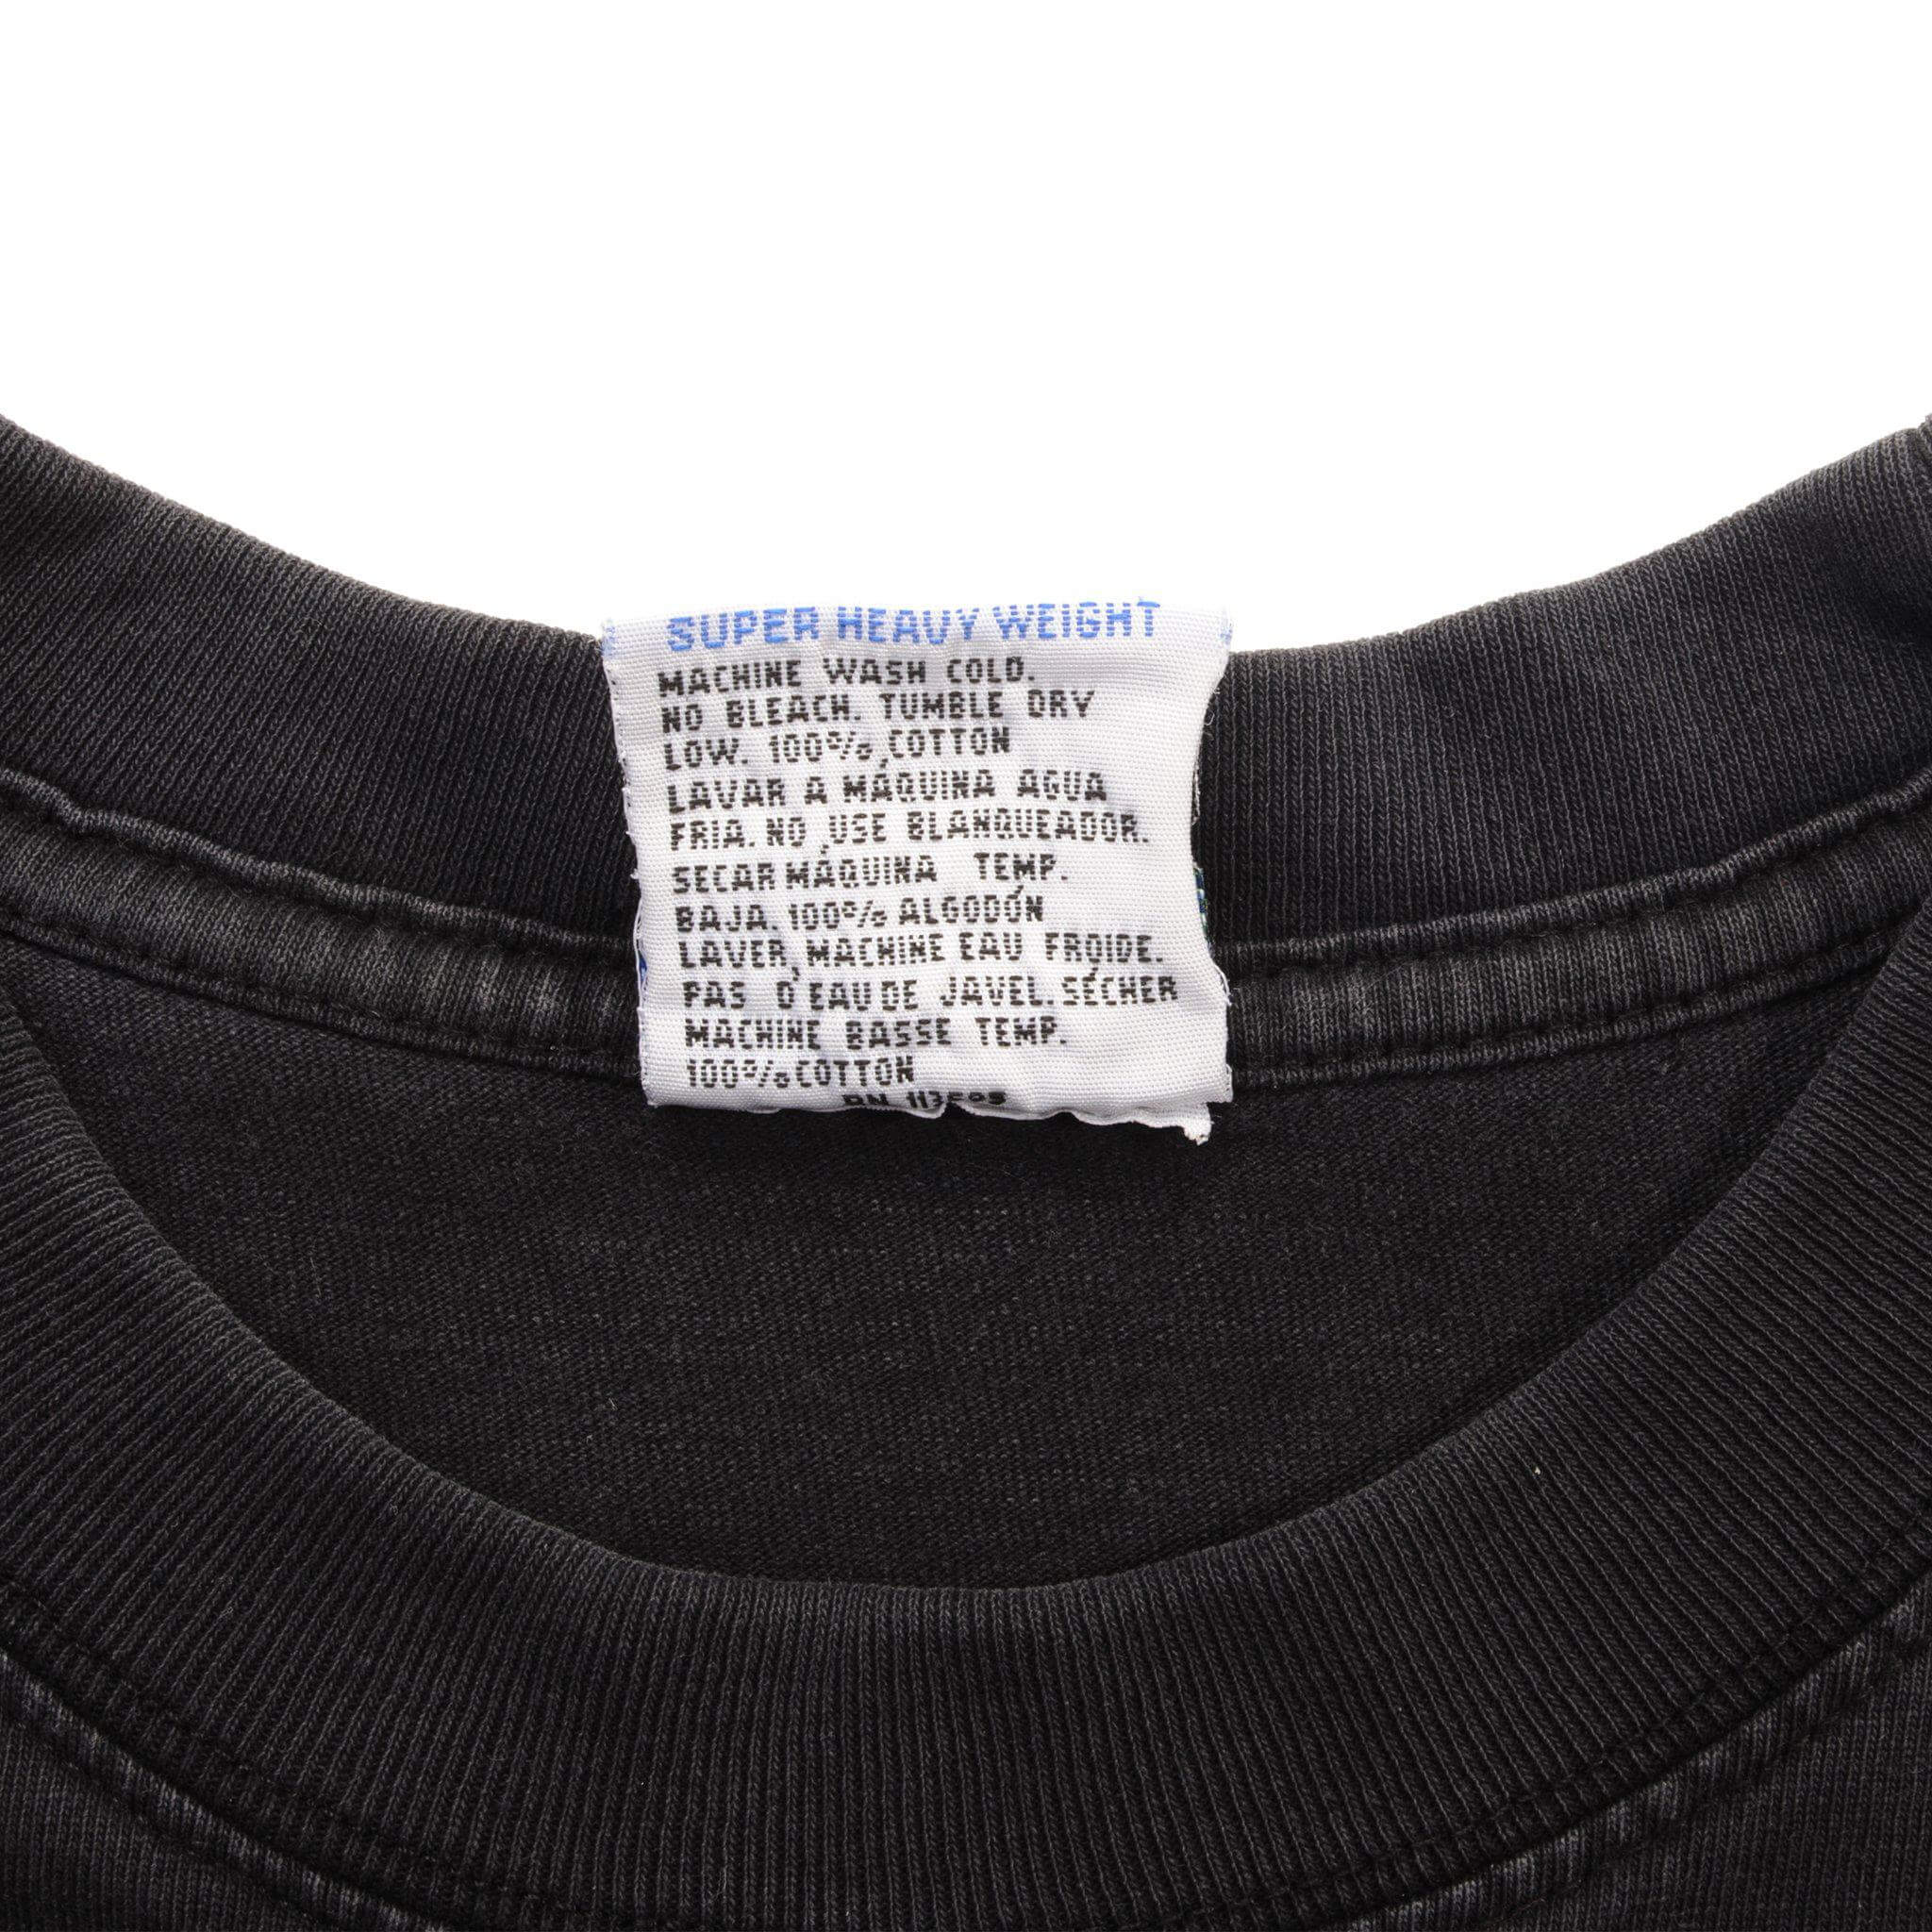 SUPER HEAVY WEIGHT
MACHINE WASH COLD.
NO BLEACH. TUMBLE DRY
LOW. 100% COTTON
LAVAR A MÁQUINA AGUA
FRIA. NO USE BLANQUEADOR.
SECAR MÁQUINA TEMP.
BAJA 100% ALGODÓN
LAVER MACHINE EAU FROIDE.
PAS D'EAU DE JAVEL. SÉCHER
MACHINE BASSE TEMP.
100% COTTON
RN